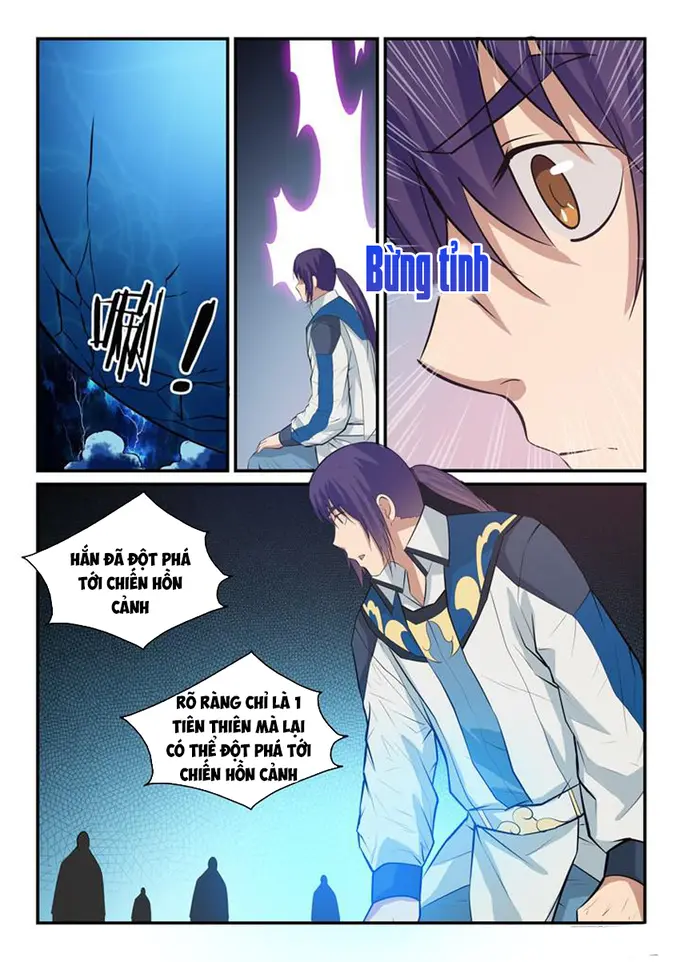 唰！
Bừng tỉnh
HẮN ĐÃ ĐỘT PHÁ
TỚI CHIẾN HỒN
CẢNH
RÕ RÀNG CHỈ LÀ 1
TIÊN THIÊN MÀ LẠI
CÓ THỂ ĐỘT PHÁ TỚI
CHIẾN HỒN CẢNH